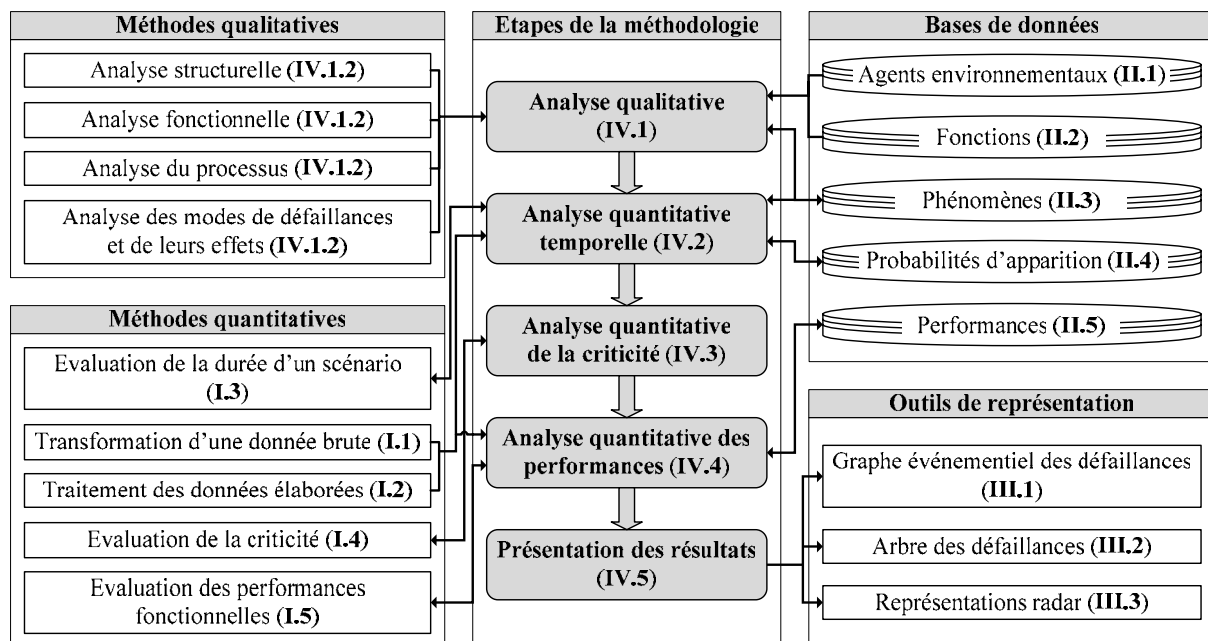 Méthodes qualitatives
Analyse structurelle (IV.1.2)
Analyse fonctionnelle (IV.1.2)
Analyse du processus (IV.1.2)
Analyse des modes de défaillances
et de leurs effets (IV.1.2)
Méthodes quantitatives
Evaluation de la durée d'un scénario
(I.3)
Transformation d'une donnée brute (I.1)
Traitement des données élaborées (I.2)
Evaluation de la criticité (I.4)
Evaluation des performances
fonctionnelles (I.5)
Etapes de la méthodologie
Analyse qualitative
(IV.1)
Analyse quantitative
temporelle (IV.2)
Analyse quantitative
de la criticité (IV.3)
Analyse quantitative des
performances (IV.4)
Présentation des résultats
(IV.5)
Bases de données
Agents environnementaux (II.1)
Fonctions (II.2)
Phénomènes (II.3)
Probabilités d'apparition (II.4)
Performances (II.5)
Outils de représentation
Graphe événementiel des défaillances
(III.1)
Arbre des défaillances (III.2)
Représentations radar (III.3)